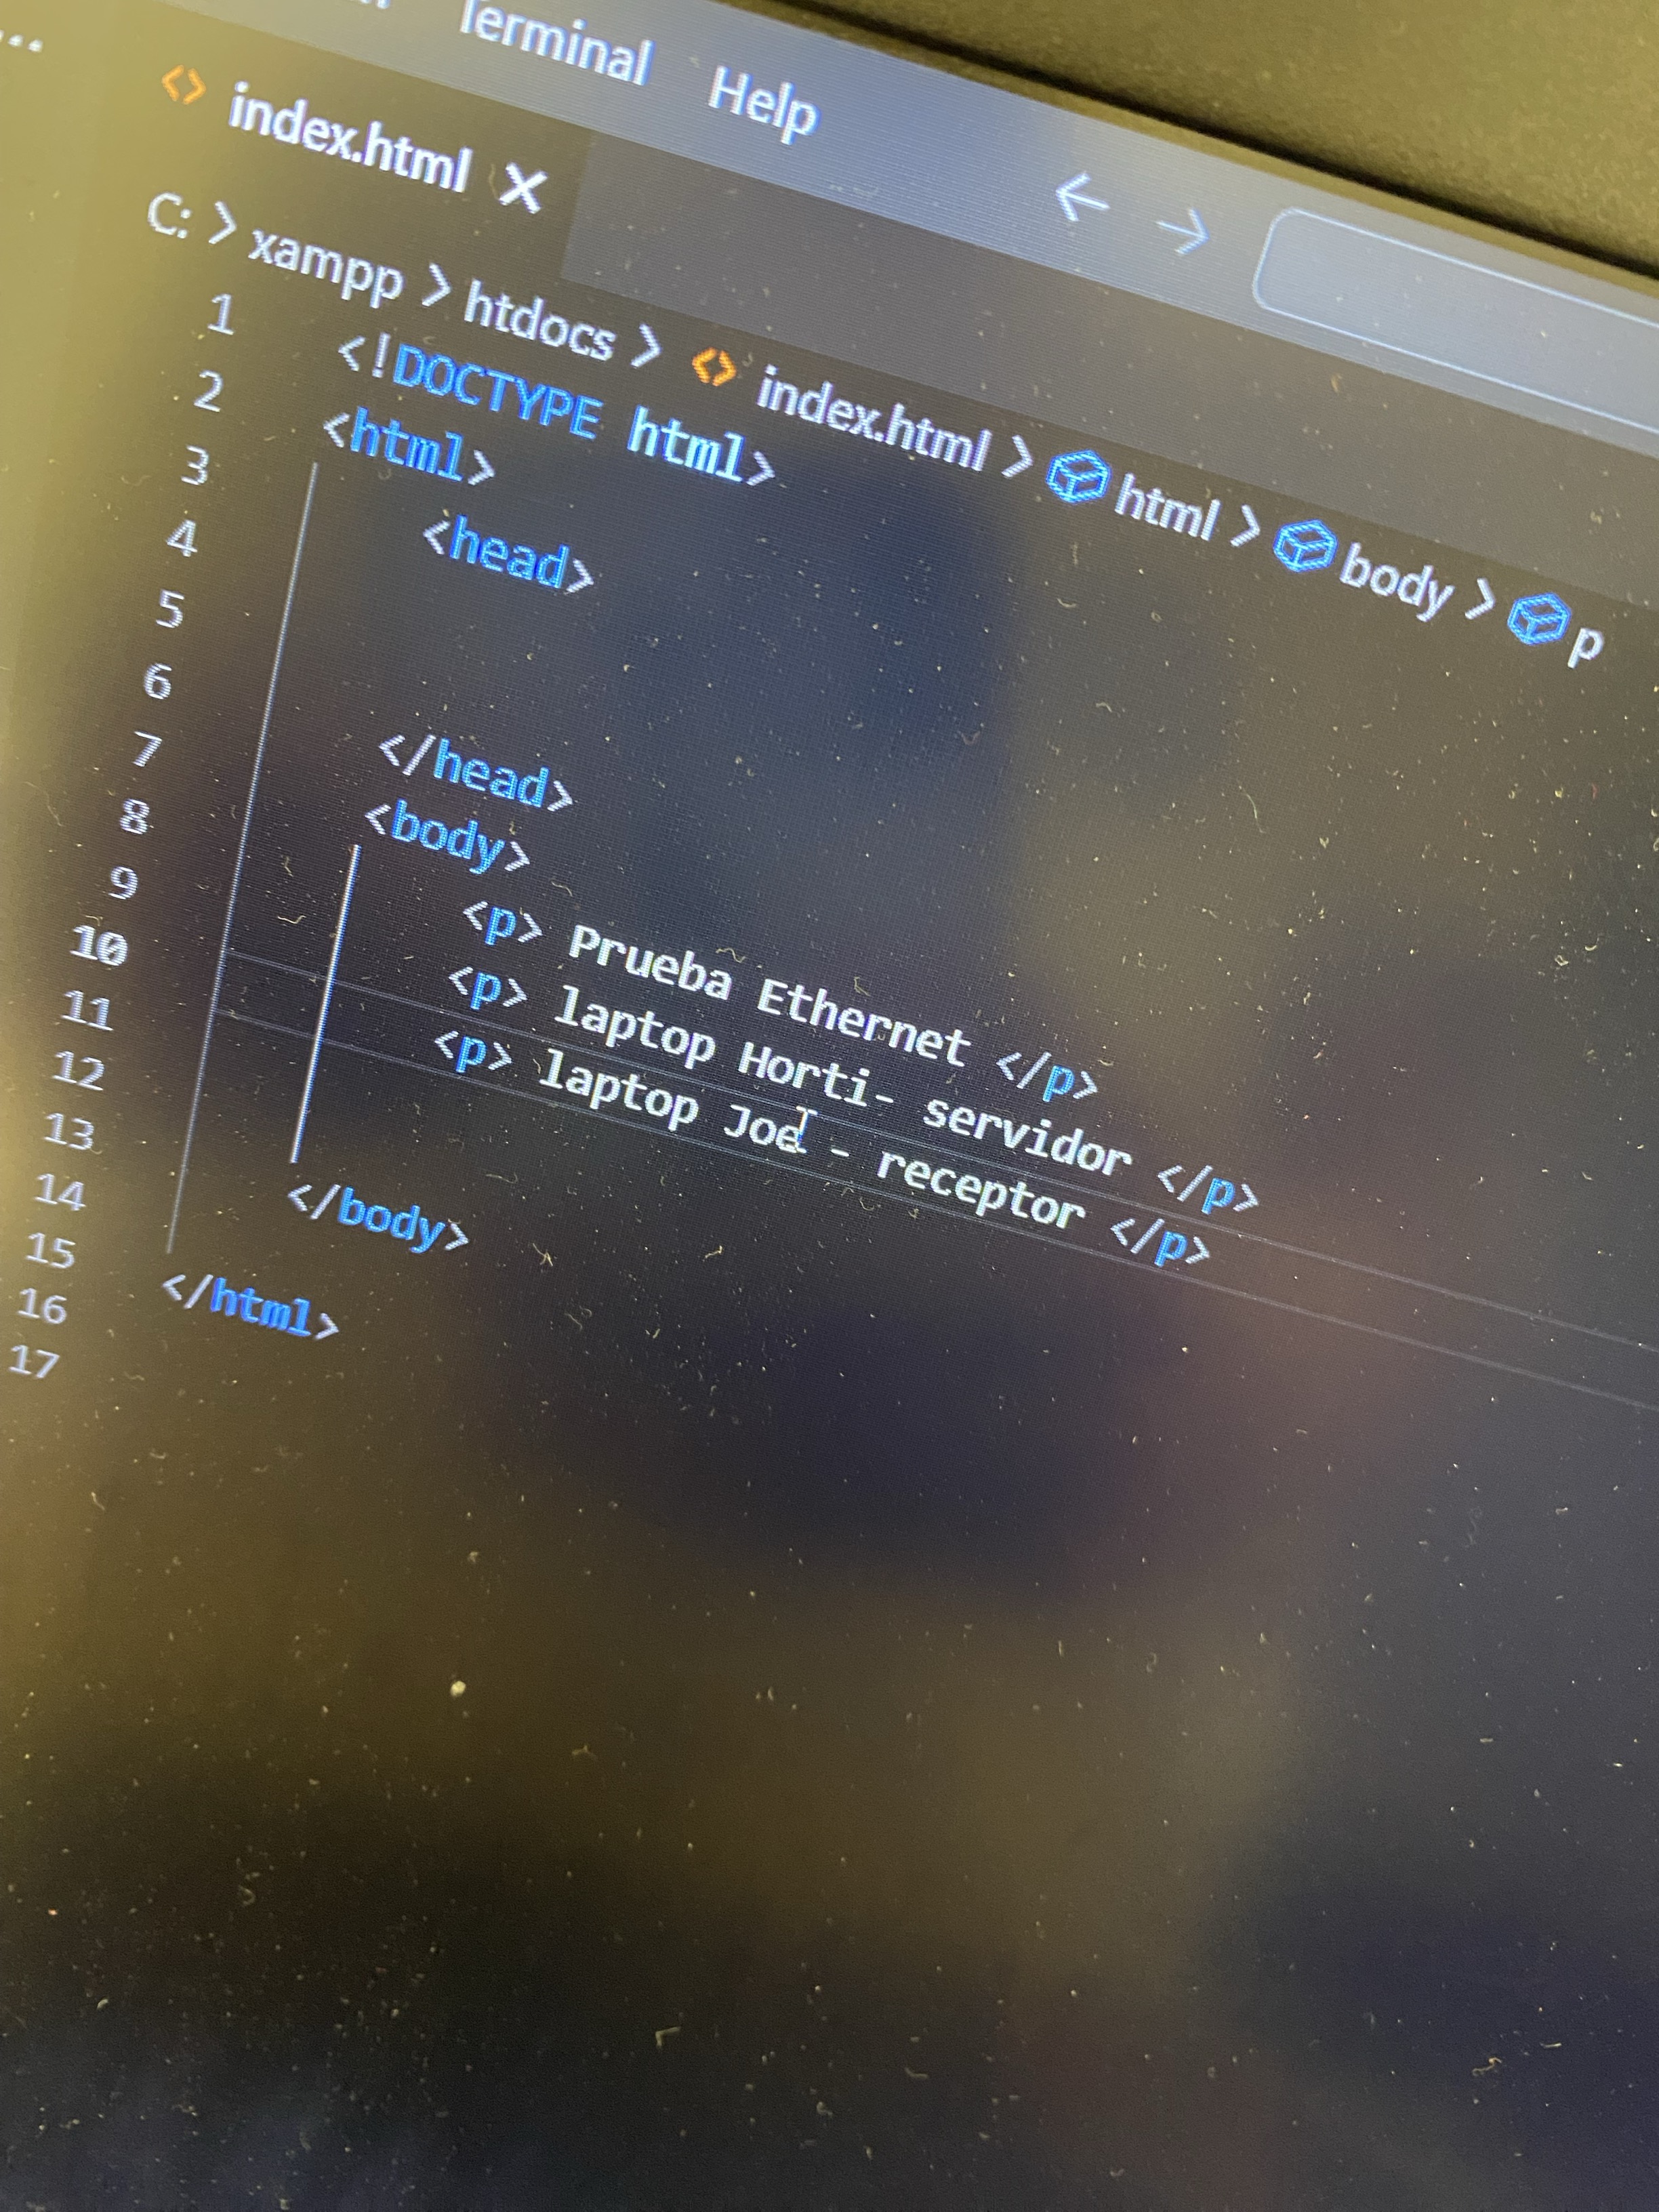 ... Terminal Help
index.html
C: > xampp > htdocs > index.html > html > body > p
1 <!DOCTYPE html>
2 <html>
3 <head>
4
5
6 </head>
7 <body>
8 <p> Prueba Ethernet </p>
9 <p> laptop Horti- servidor </p>
10 <p> laptop Joe - receptor </p>
11
12
13 </body>
14 </html>
15
16
17